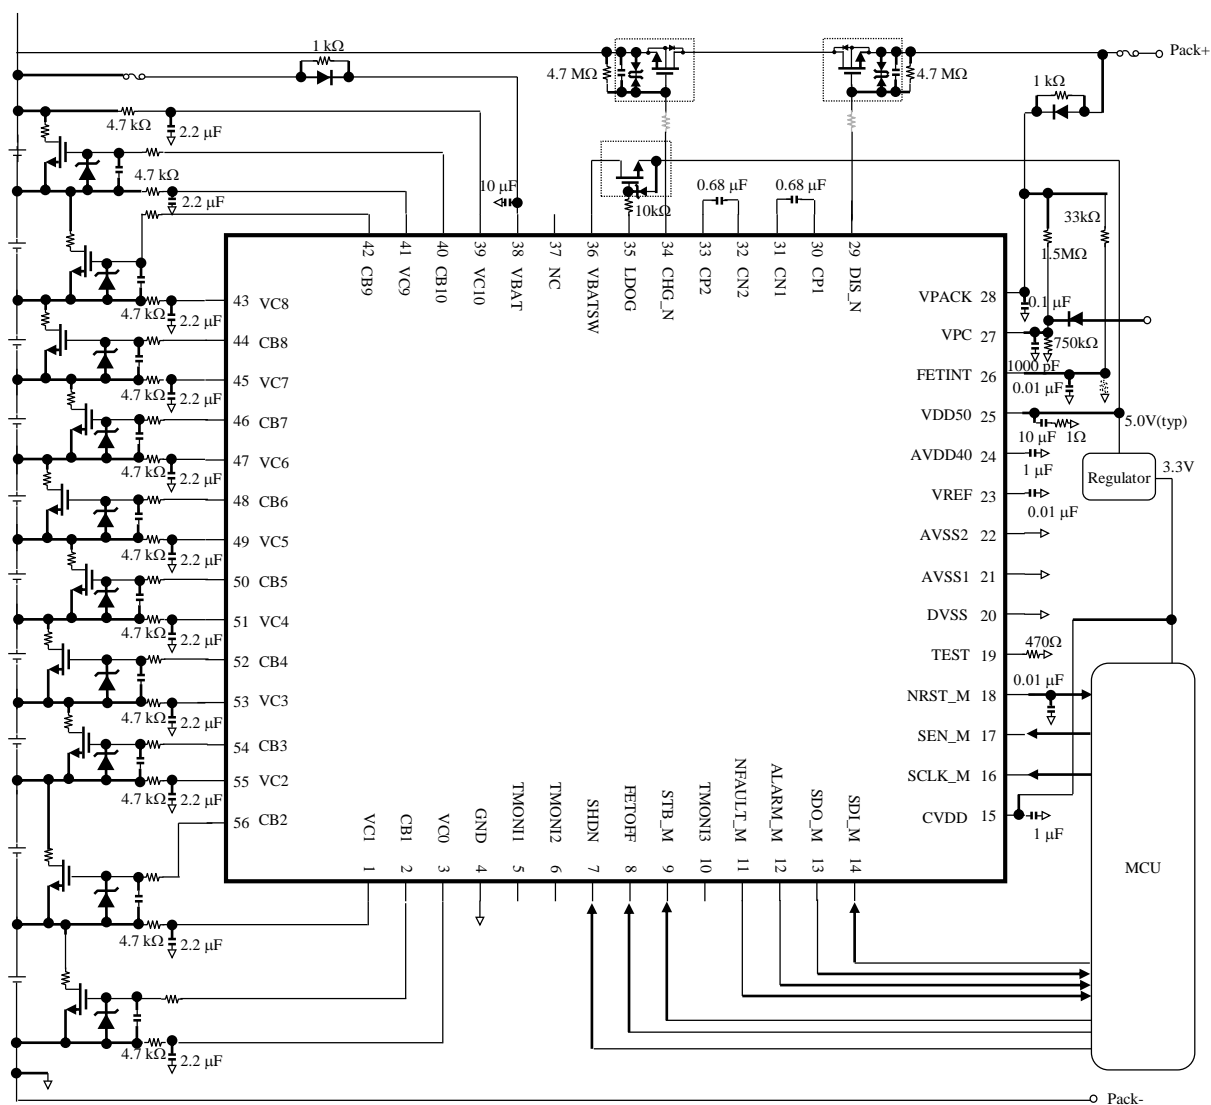 1 kΩ
Pack+
4.7 MΩ
4.7 MΩ
1 kΩ
4.7 kΩ
2.2 µF
4.7 kΩ
2.2 µF
10 µF
10kΩ
0.68 µF
0.68 µF
33kΩ
1.5MΩ
42 CB9
41 VC9
40 CB10
39 VC10
38 VBAT
37 NC
36 VBATSW
35 LDOG
34 CHG_N
33 CP2
32 CN2
31 CN1
30 CP1
29 DIS_N
43 VC8
2.2 µF
44 CB8
45 VC7
4.7 kΩ
2.2 µF
46 CB7
47 VC6
4.7 kΩ
2.2 µF
48 CB6
49 VC5
4.7 kΩ
2.2 µF
50 CB5
51 VC4
4.7 kΩ
2.2 µF
52 CB4
53 VC3
4.7 kΩ
2.2 µF
54 CB3
55 VC2
4.7 kΩ
2.2 µF
56 CB2
VPACK 28
0.1 µF
VPC 27
750kΩ
1000 pF
FETINT 26
0.01 µF
VDD50 25
5.0V(typ)
10 µF 1Ω
AVDD40 24
1 µF
Regulator
3.3V
VREF 23
0.01 µF
AVSS2 22
AVSS1 21
DVSS 20
TEST 19
470Ω
0.01 µF
NRST_M 18
SEN_M 17
SCLK_M 16
CVDD 15
1 µF
MCU
VC1 1
CB1 2
VC0 3
GND 4
TMONI1 5
TMONI2 6
SHDN 7
FETOFF 8
STB_M 9
TMONI3 10
NFAULT_M 11
ALARM_M 12
SDO_M 13
SDI_M 14
4.7 kΩ
2.2 µF
4.7 kΩ
2.2 µF
Pack-